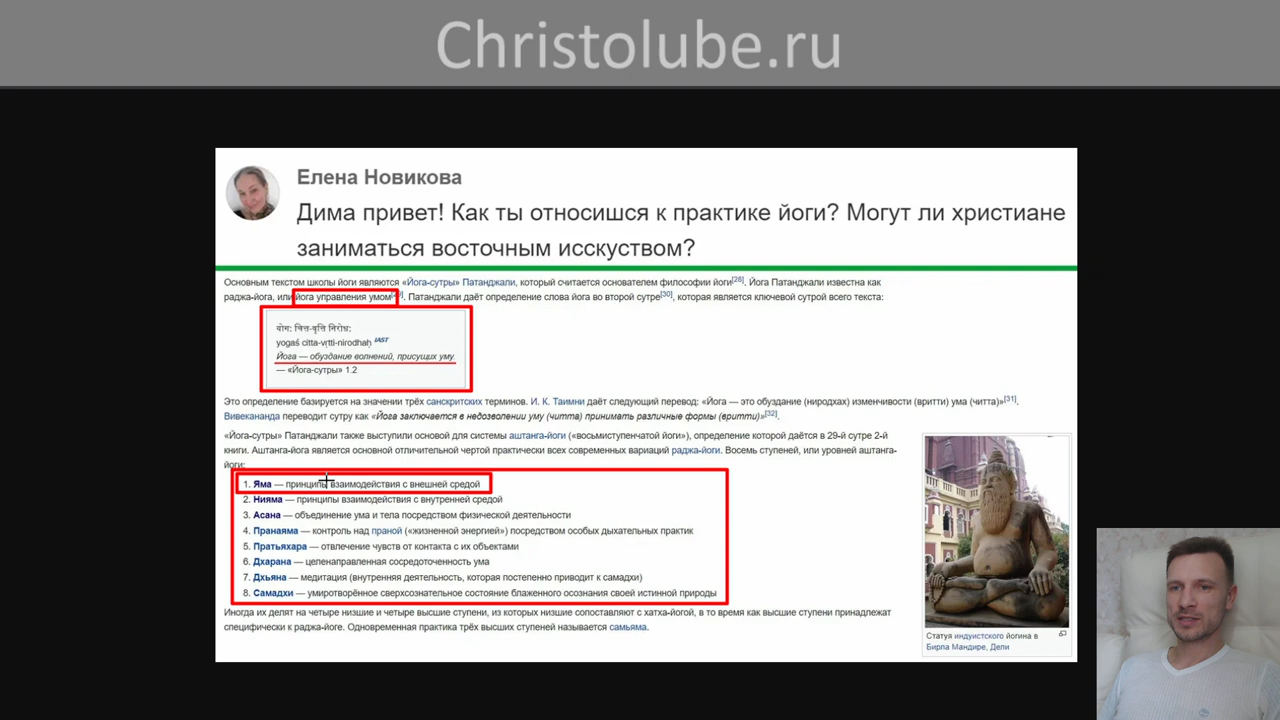 Christolube.ru
Елена Новикова
Дима привет! Как ты относишся к практике йоги? Могут ли христиане
заниматься восточным исскуством?
Основным текстом школы йоги являются «Йога-сутры» Патанджали, который считается основателем философии йоги[28]. Йога Патанджали известна как
раджа-йога, или йога управления умом[29]. Патанджали даёт определение слова йога во второй сутре[30], которая является ключевой сутрой всего текста:
योग: चित्त-वृत्ति निरोध:
yogaś citta-vṛtti-nirodhaḥ IAST
Йога — обуздание волнений, присущих уму.
— «Йога-сутры» 1.2
Это определение базируется на значении трёх санскритских терминов. И. К. Таимни даёт следующий перевод: «Йога — это обуздание (ниродхах) изменчивости (вритти) ума (читта)»[31].
Вивекананда переводит сутру как «Йога заключается в недозволении уму (читта) принимать различные формы (вритти)»[32].
«Йога-сутры» Патанджали также выступили основой для системы аштанга-йоги («восьмиступенчатой йоги»), определение которой даётся в 29-й сутре 2-й
книги. Аштанга-йога является основной отличительной чертой практически всех современных вариаций раджа-йоги. Восемь ступеней, или уровней аштанга-
йоги:
1. Яма — принципы взаимодействия с внешней средой
2. Нияма — принципы взаимодействия с внутренней средой
3. Асана — объединение ума и тела посредством физической деятельности
4. Пранаяма — контроль над праной («жизненной энергией») посредством особых дыхательных практик
5. Пратьяхара — отвлечение чувств от контакта с их объектами
6. Дхарана — целенаправленная сосредоточенность ума
7. Дхьяна — медитация (внутренняя деятельность, которая постепенно приводит к самадхи)
8. Самадхи — умиротворённое сверхсознательное состояние блаженного осознания своей истинной природы
Иногда их делят на четыре низшие и четыре высшие ступени, из которых низшие сопоставляют с хатха-йогой, в то время как высшие ступени принадлежат
специфически к раджа-йоге. Одновременная практика трёх высших ступеней называется самьяма.
Статуя индуистского йогина в
Бирла Мандире, Дели